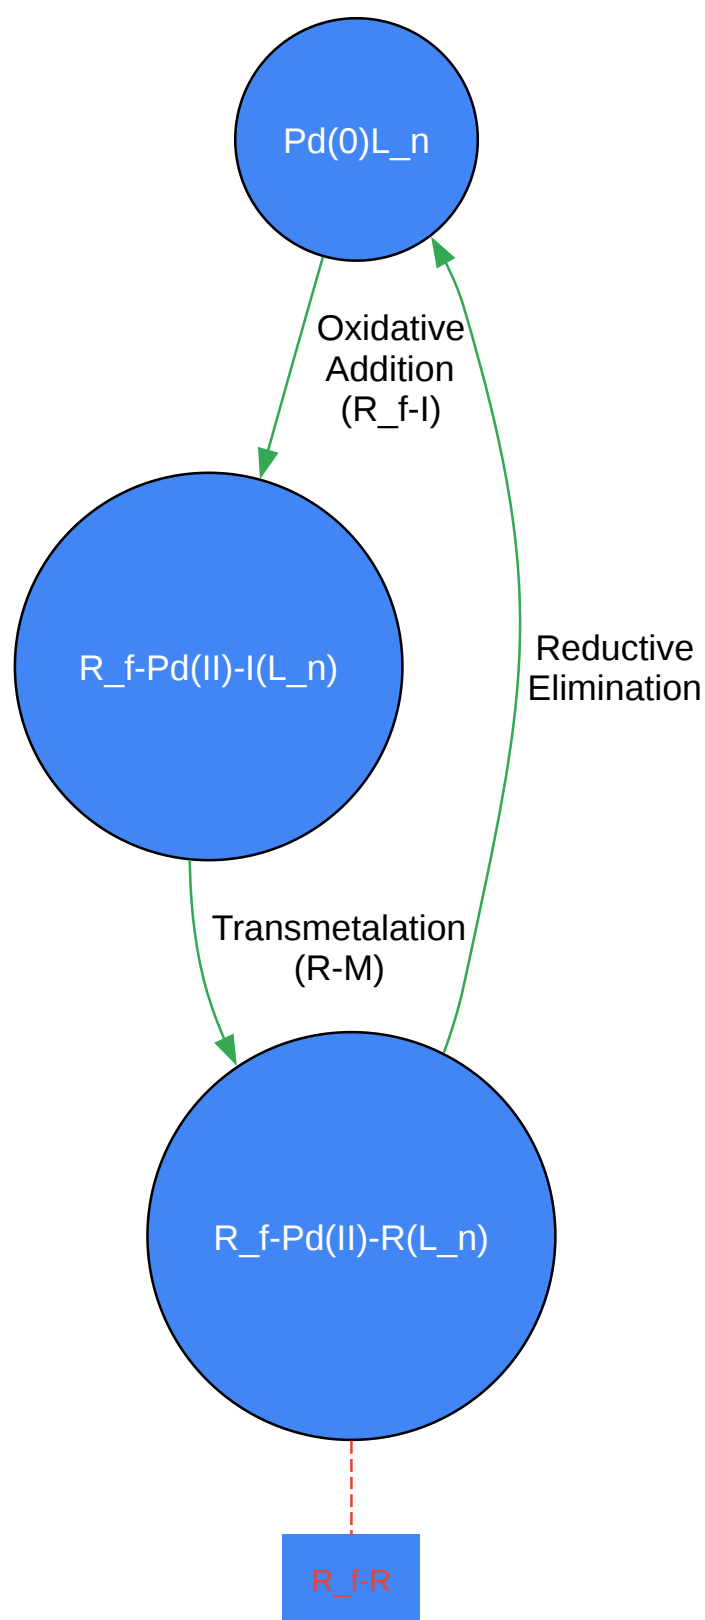 Pd(0)L_n
Oxidative
Addition
(R_f-I)
R_f-Pd(II)-I(L_n)
Reductive
Elimination
Transmetalation
(R-M)
R_f-Pd(II)-R(L_n)
R_f-R